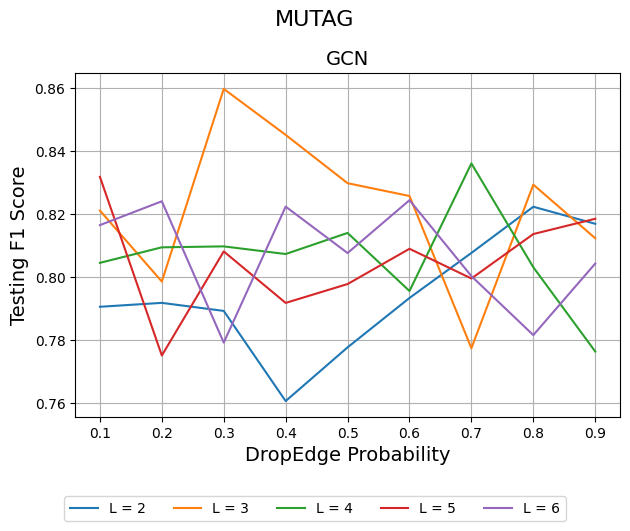 MUTAG
GCN
0.86
0.84
0.82
0.80
0.78
0.76
Testing F1 Score
0.1 0.2 0.3 0.4 0.5 0.6 0.7 0.8 0.9
DropEdge Probability
L = 2 L = 3 L = 4 L = 5 L = 6